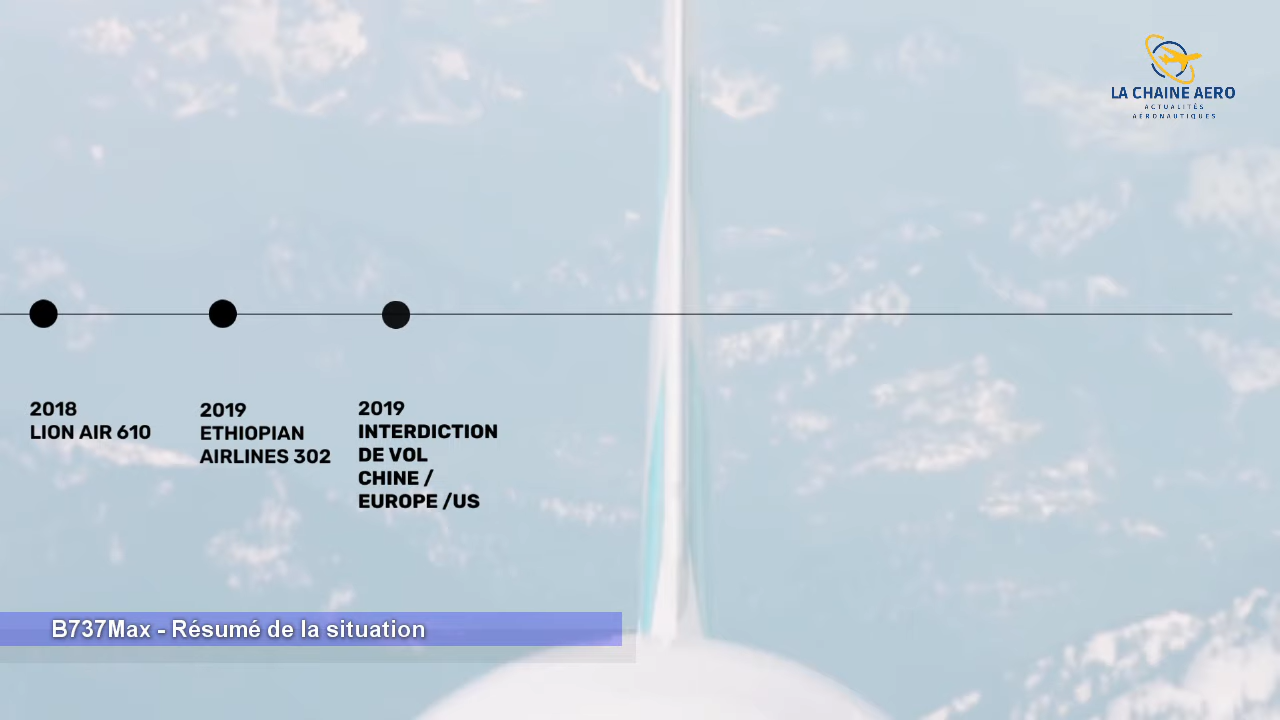 LA CHAINE AERO
ACTUALITÉS
AERONAUTIQUES
2018
LION AIR 610
2019
ETHIOPIAN
AIRLINES 302
2019
INTERDICTION
DE VOL
CHINE /
EUROPE /US
B737Max - Résumé de la situation